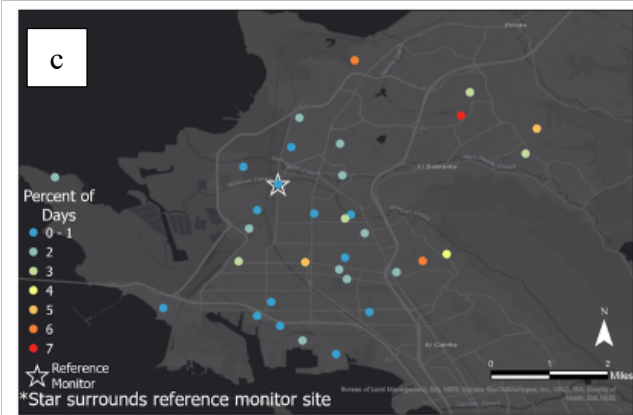 c
Pinole
El Sobrante
Percent of
Days
0 - 1
2
3
4
5
6
7
Reference
Monitor
*Star surrounds reference monitor site
El Cerrito
N
0 1 2
Miles